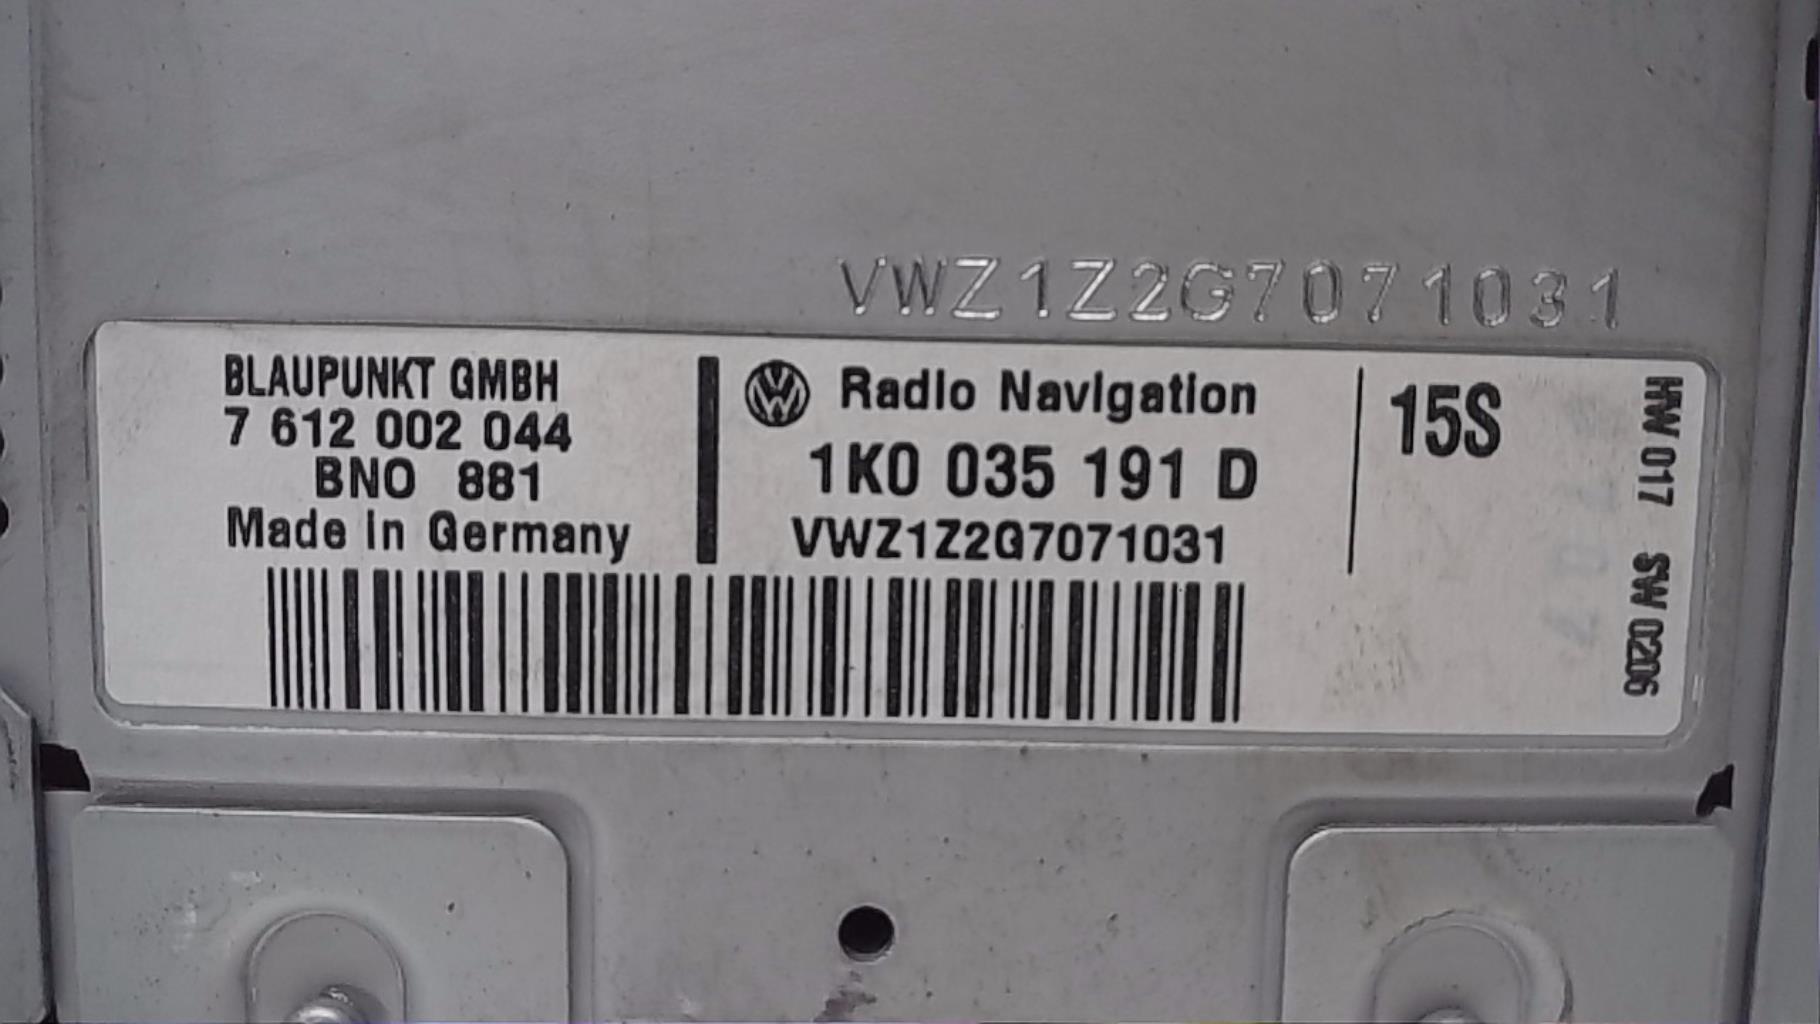 VWZ1Z2G7071031
BLAUPUNKT GMBH
7 612 002 044
BNO 881
Made in Germany
Radio Navigation
1K0 035 191 D
VWZ1Z2G7071031
15S
HW 017 SW 0206